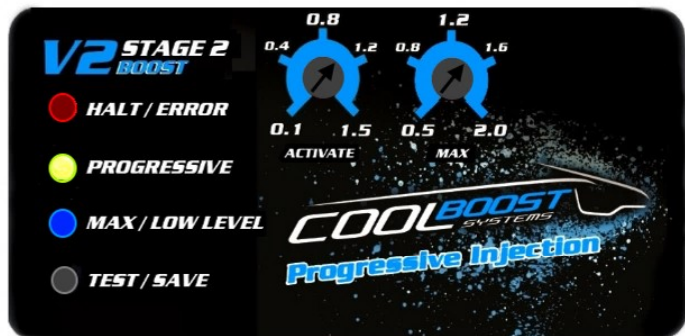 V2 STAGE 2
BOOST
HALT / ERROR
PROGRESSIVE
MAX / LOW LEVEL
TEST / SAVE
0.8
0.4 1.2
0.1 1.5
ACTIVATE
1.2
0.8 1.6
0.5 2.0
MAX
COOLBOOST
SYSTEMS
Progressive Injection